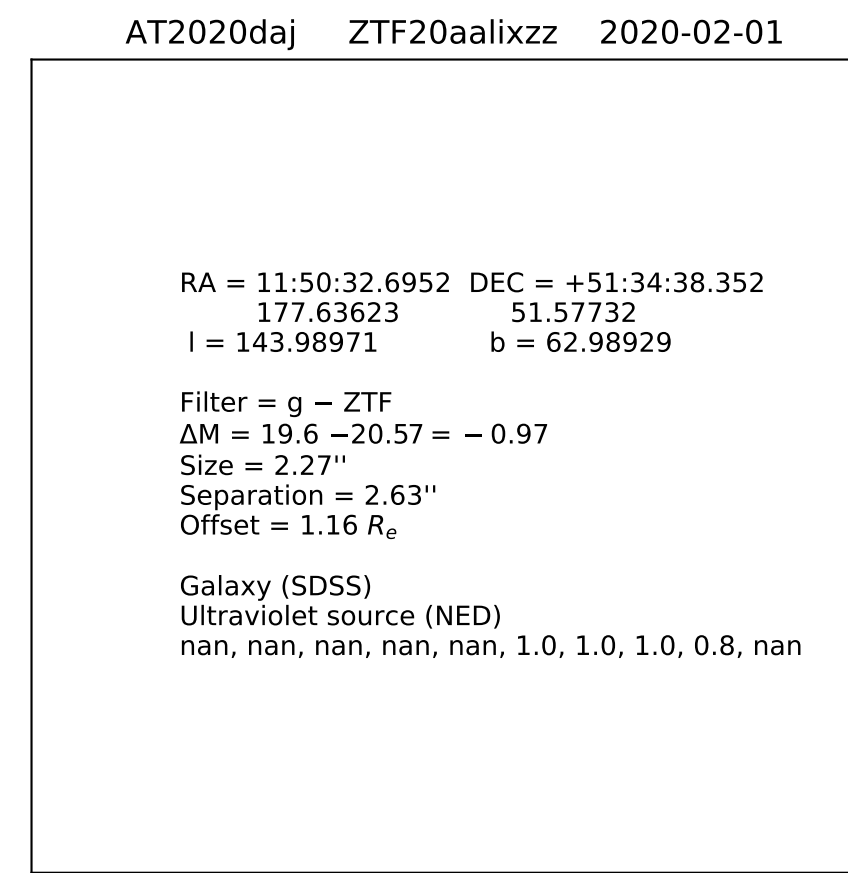 AT2020daj ZTF20aalixzz 2020-02-01
RA = 11:50:32.6952 DEC = +51:34:38.352
177.63623 51.57732
l = 143.98971 b = 62.98929
Filter = g − ZTF
ΔM = 19.6 −20.57 = − 0.97
Size = 2.27''
Separation = 2.63''
Offset = 1.16 Re
Galaxy (SDSS)
Ultraviolet source (NED)
nan, nan, nan, nan, nan, 1.0, 1.0, 1.0, 0.8, nan